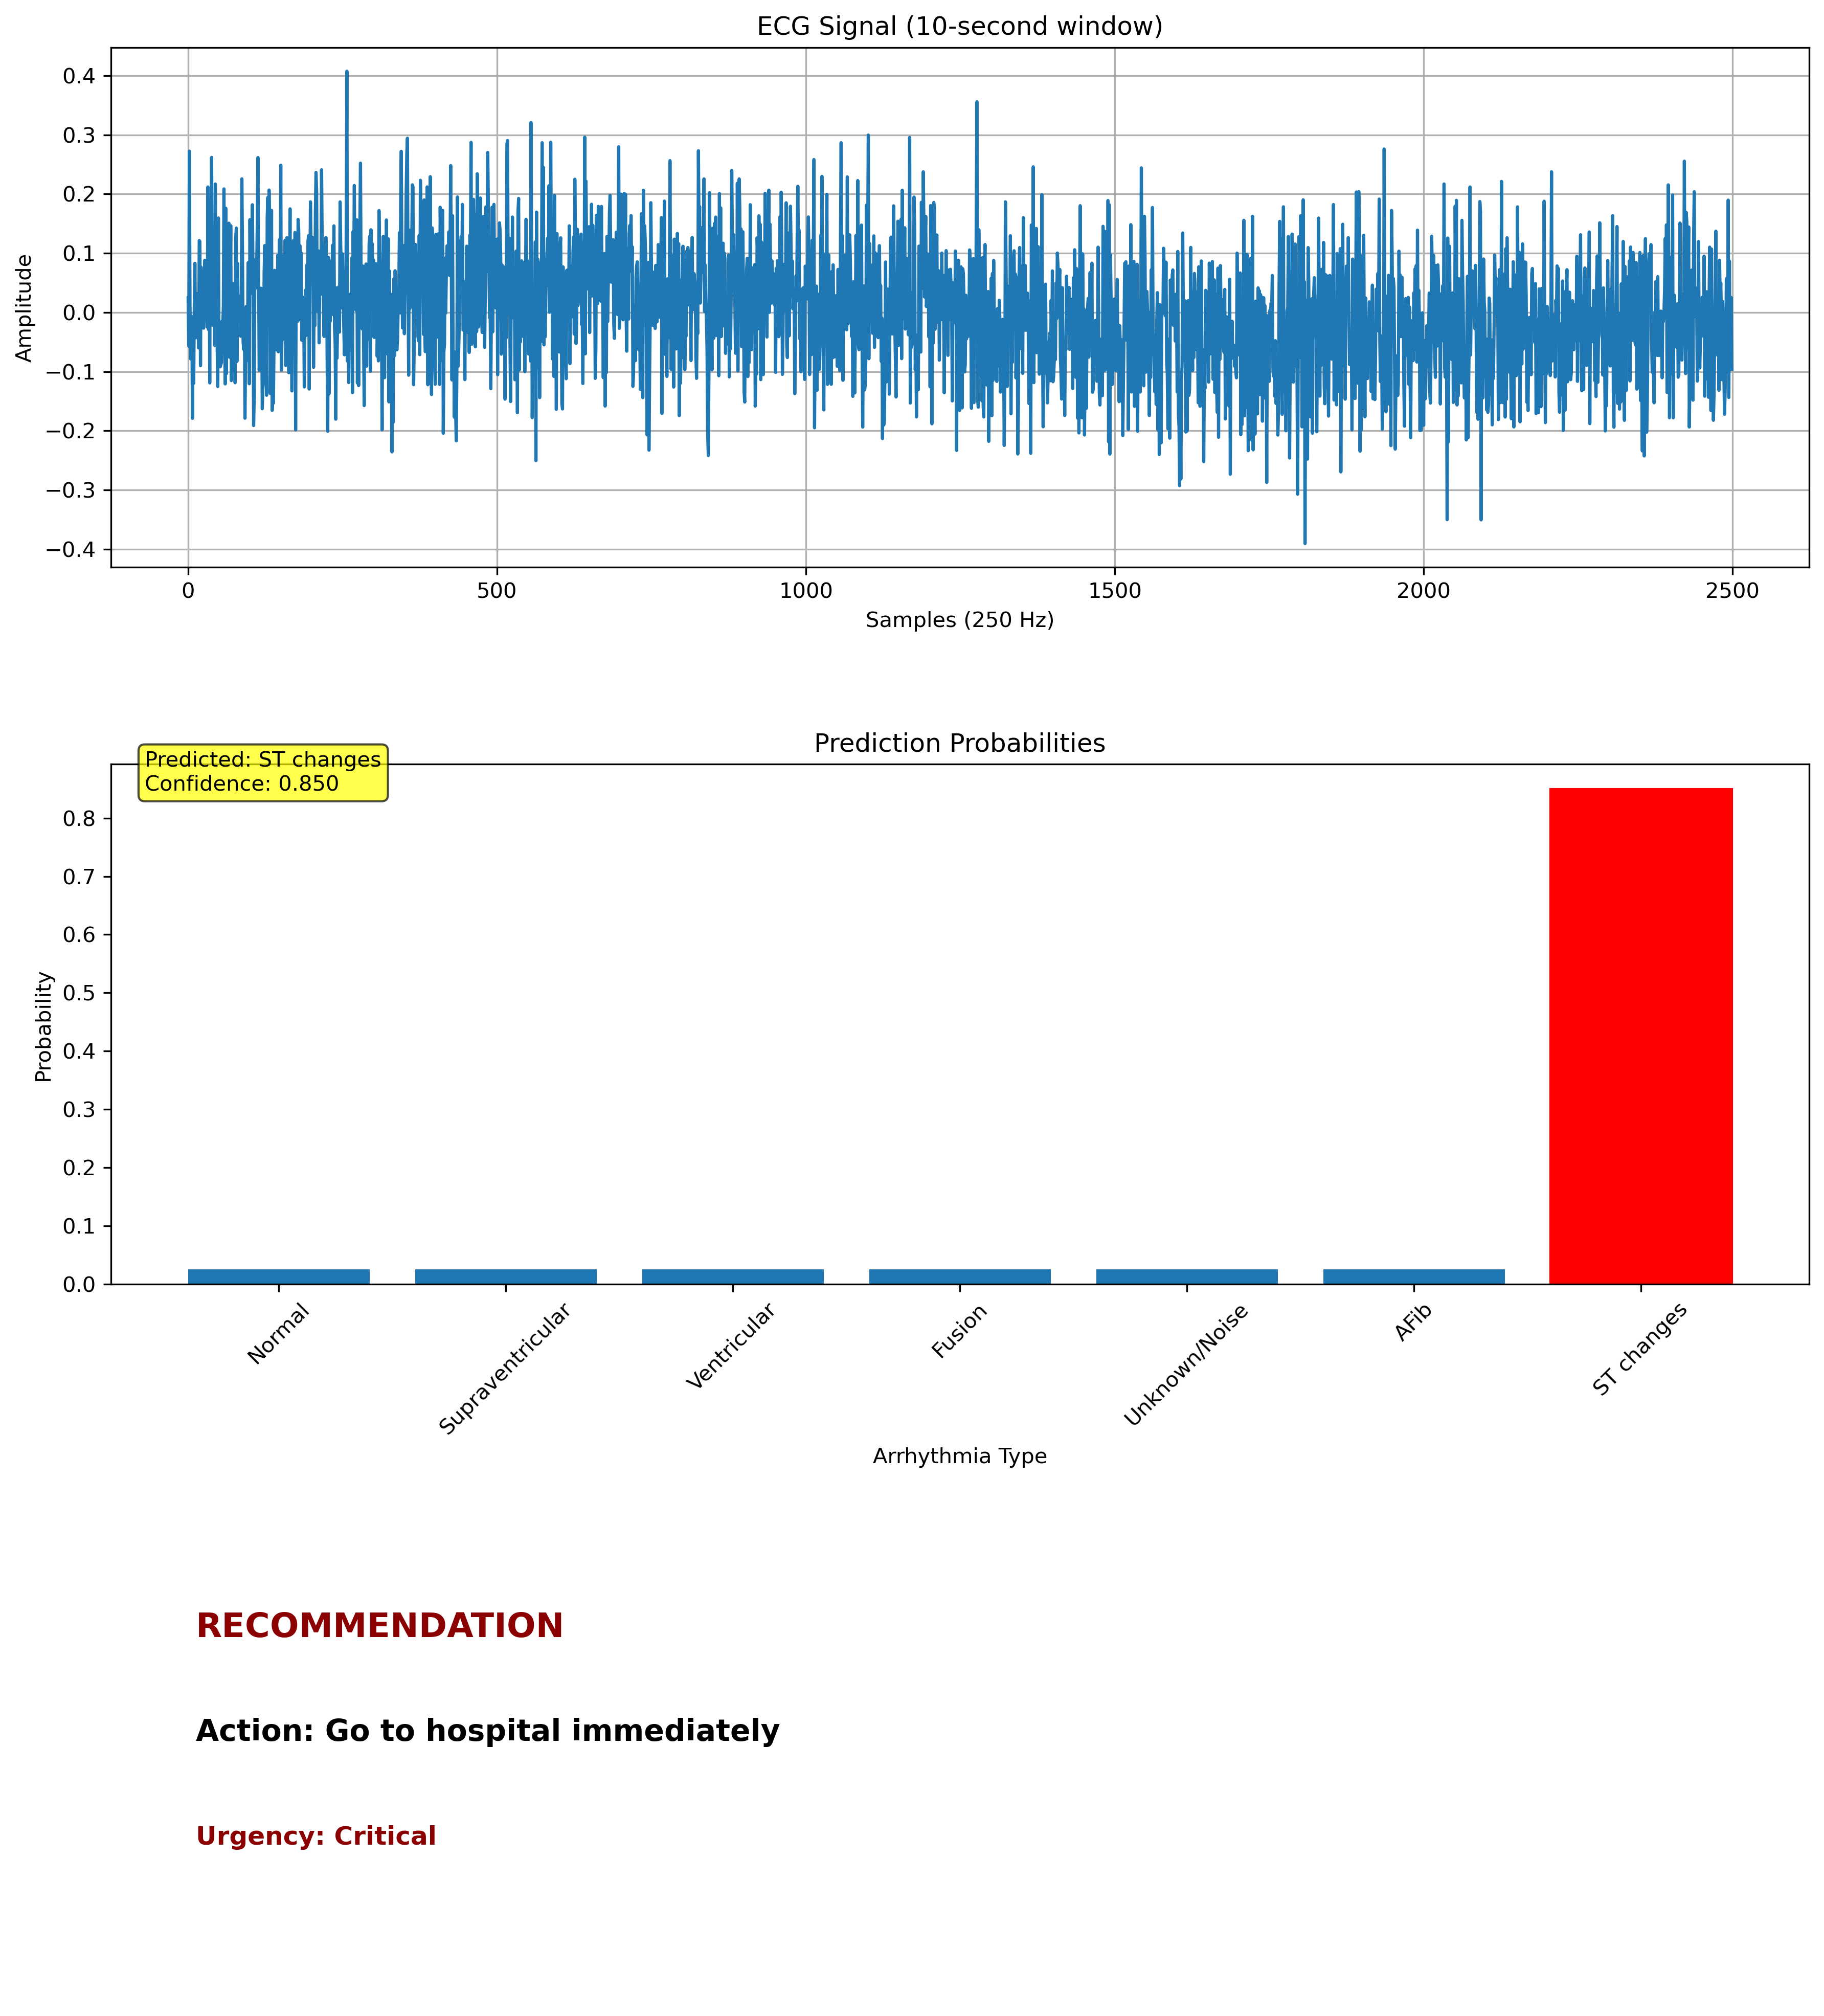 ECG Signal (10-second window)
Amplitude
0.4
0.3
0.2
0.1
0.0
−0.1
−0.2
−0.3
−0.4
0 500 1000 1500 2000 2500
Samples (250 Hz)
Prediction Probabilities
Predicted: ST changes
Confidence: 0.850
Probability
0.8
0.7
0.6
0.5
0.4
0.3
0.2
0.1
0.0
Normal
Supraventricular
Ventricular
Fusion
Unknown/Noise
AFib
ST changes
Arrhythmia Type
RECOMMENDATION
Action: Go to hospital immediately
Urgency: Critical